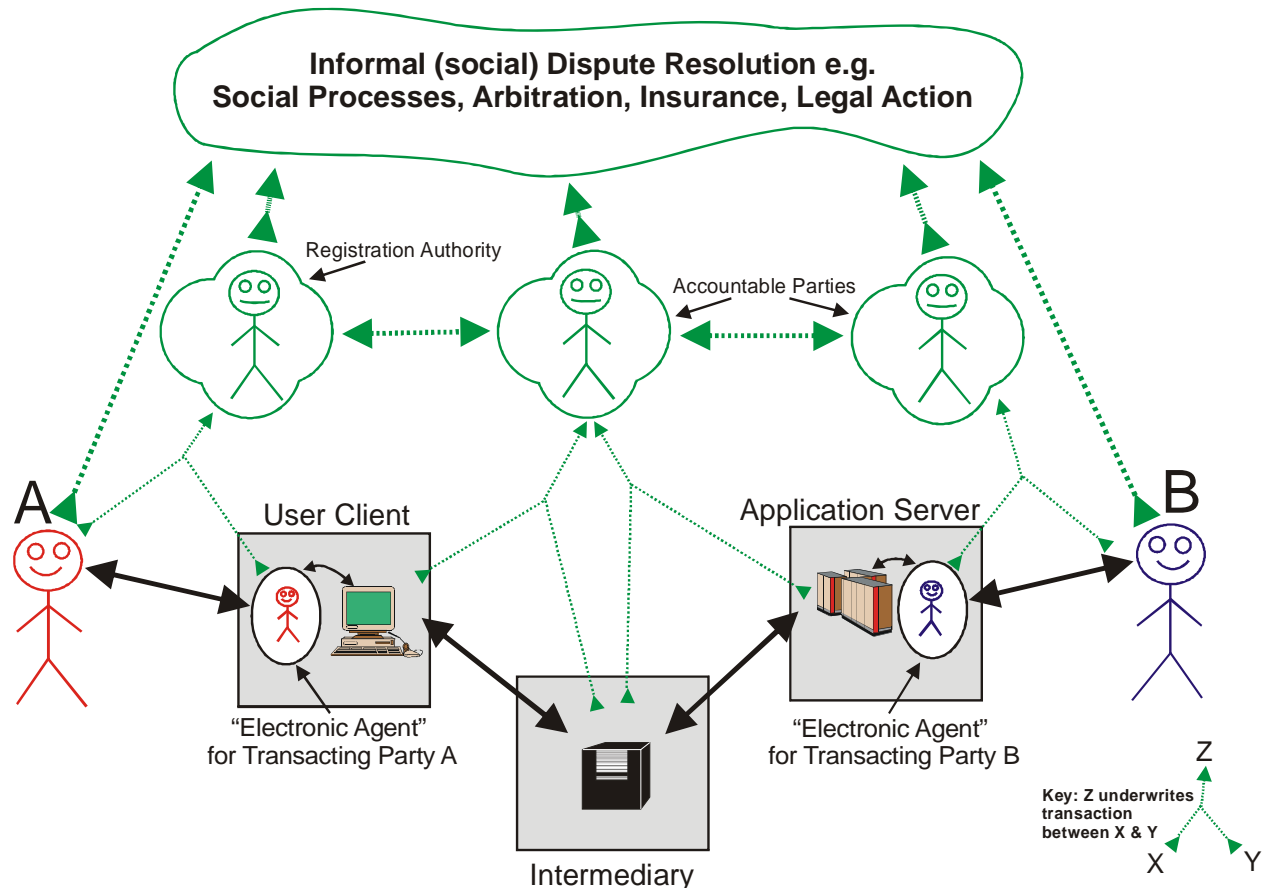 Informal (social) Dispute Resolution e.g.
Social Processes, Arbitration, Insurance, Legal Action
Registration Authority
Accountable Parties
A
B
User Client
Application Server
“Electronic Agent”
for Transacting Party A
“Electronic Agent”
for Transacting Party B
Intermediary
Z
Key: Z underwrites
transaction
between X & Y
X
Y